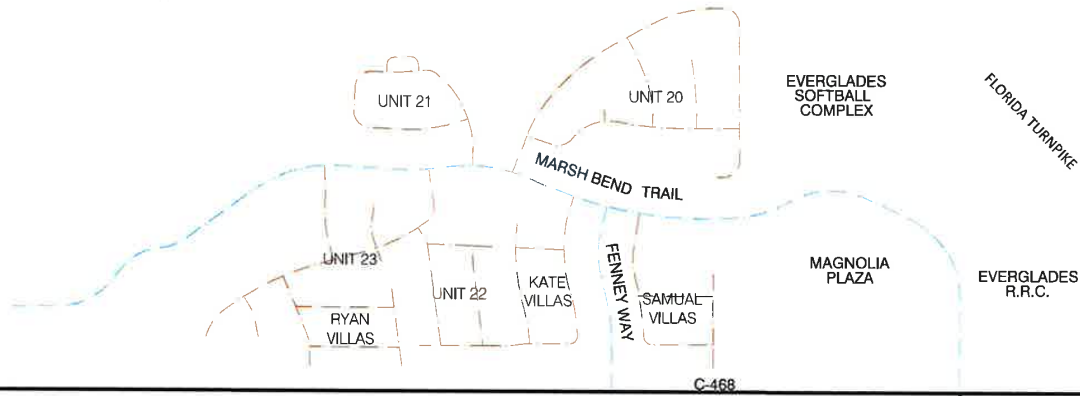 UNIT 21
UNIT 20
EVERGLADES
SOFTBALL
COMPLEX
FLORIDA TURNPIKE
MARSH BEND TRAIL
UNIT 23
FENNEY WAY
MAGNOLIA
PLAZA
EVERGLADES
R.R.C.
UNIT 22
KATE
VILLAS
SAMUAL
VILLAS
RYAN
VILLAS
C-468